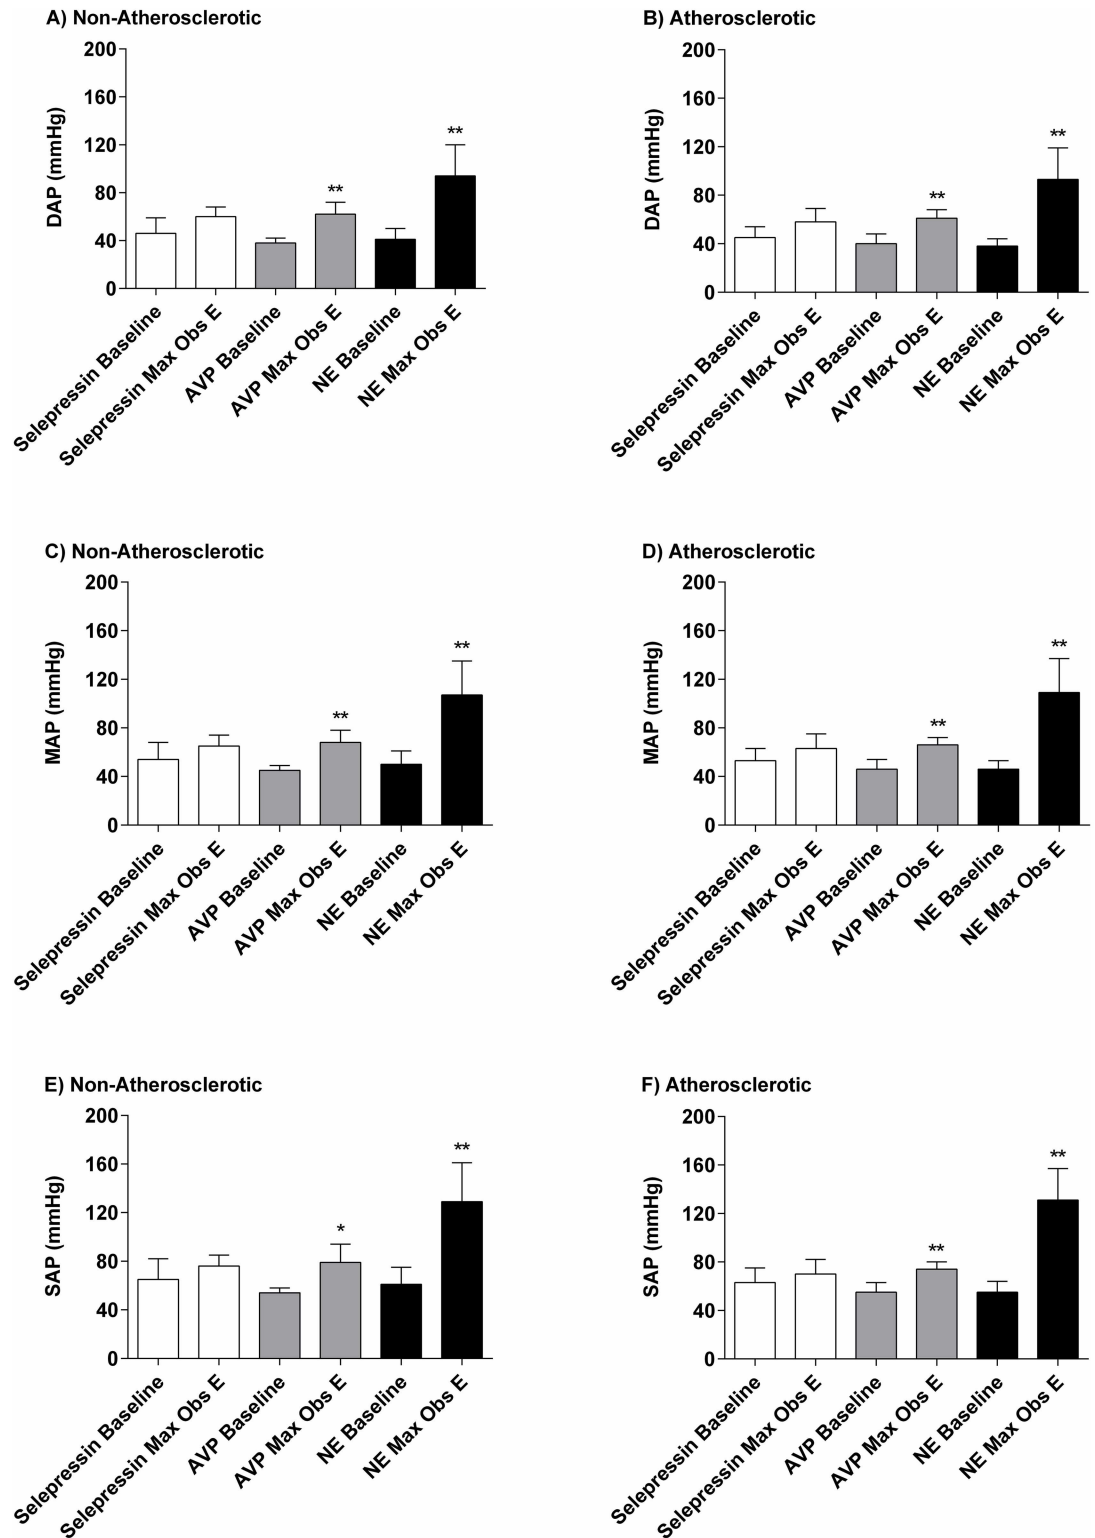 A) Non-Atherosclerotic
200
160
120
80
40
0
DAP (mmHg)
**
**
Selepressin Baseline
Selepressin Max Obs E
AVP Baseline
AVP Max Obs E
NE Baseline
NE Max Obs E
B) Atherosclerotic
200
160
120
80
40
0
DAP (mmHg)
**
**
Selepressin Baseline
Selepressin Max Obs E
AVP Baseline
AVP Max Obs E
NE Baseline
NE Max Obs E
C) Non-Atherosclerotic
200
160
120
80
40
0
MAP (mmHg)
**
**
Selepressin Baseline
Selepressin Max Obs E
AVP Baseline
AVP Max Obs E
NE Baseline
NE Max Obs E
D) Atherosclerotic
200
160
120
80
40
0
MAP (mmHg)
**
**
Selepressin Baseline
Selepressin Max Obs E
AVP Baseline
AVP Max Obs E
NE Baseline
NE Max Obs E
E) Non-Atherosclerotic
200
160
120
80
40
0
SAP (mmHg)
*
**
Selepressin Baseline
Selepressin Max Obs E
AVP Baseline
AVP Max Obs E
NE Baseline
NE Max Obs E
F) Atherosclerotic
200
160
120
80
40
0
SAP (mmHg)
**
**
Selepressin Baseline
Selepressin Max Obs E
AVP Baseline
AVP Max Obs E
NE Baseline
NE Max Obs E